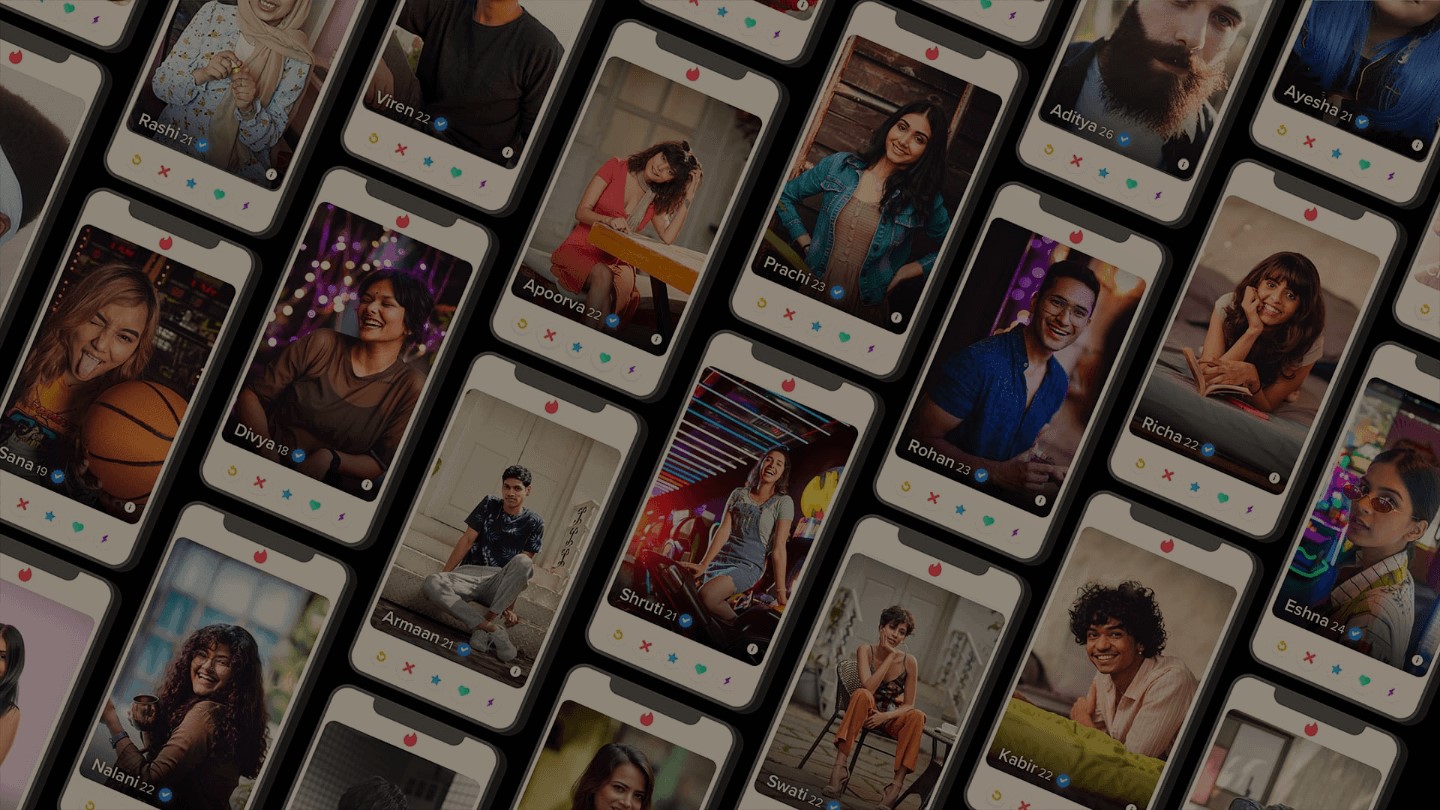 Rashi 21
Viren 22
Aditya 26
Ayesha 21
Apoorva 22
Prachi 23
Sana 19
Divya 18
Rohan 23
Richa 22
Armaan 21
Shruti 21
Eshna 24
Nalani 22
Swati 22
Kabir 22